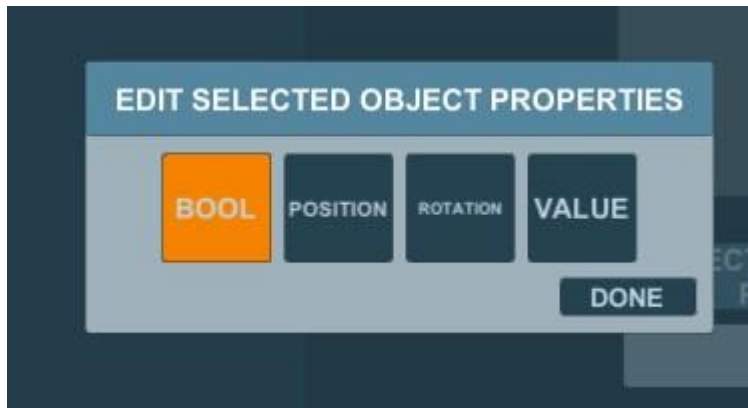 EDIT SELECTED OBJECT PROPERTIES
BOOL POSITION ROTATION VALUE
DONE